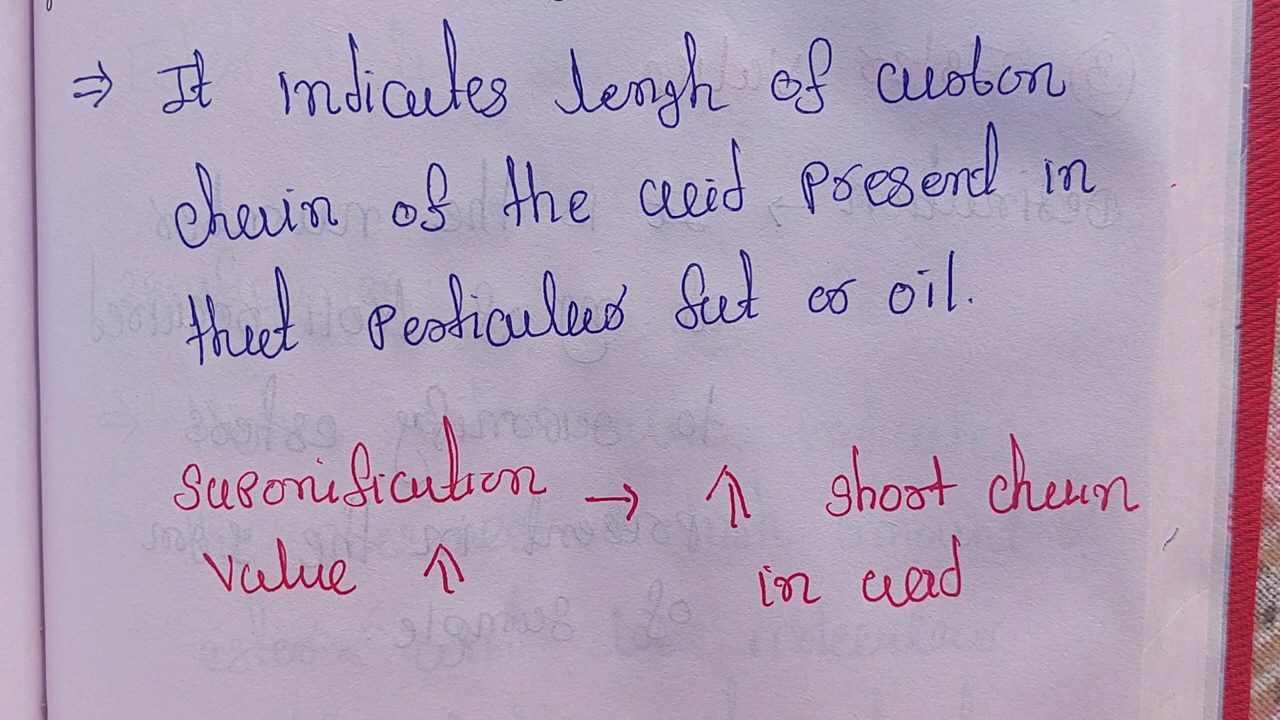 ⇒ It indicates lengh of carbon
chain of the acid present in
that particular fat or oil.
Saponification → ↑ short chain
value ↑ in acid